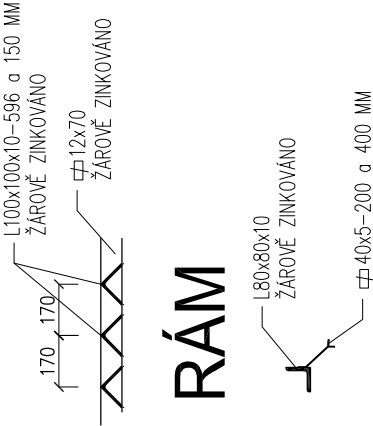 L100x100x10-596 a 150 MM
ŽÁROVĚ ZINKOVÁNO
12x70
ŽÁROVĚ ZINKOVÁNO
170
170
RÁM
L80x80x10
ŽÁROVĚ ZINKOVÁNO
40x5-200 a 400 MM